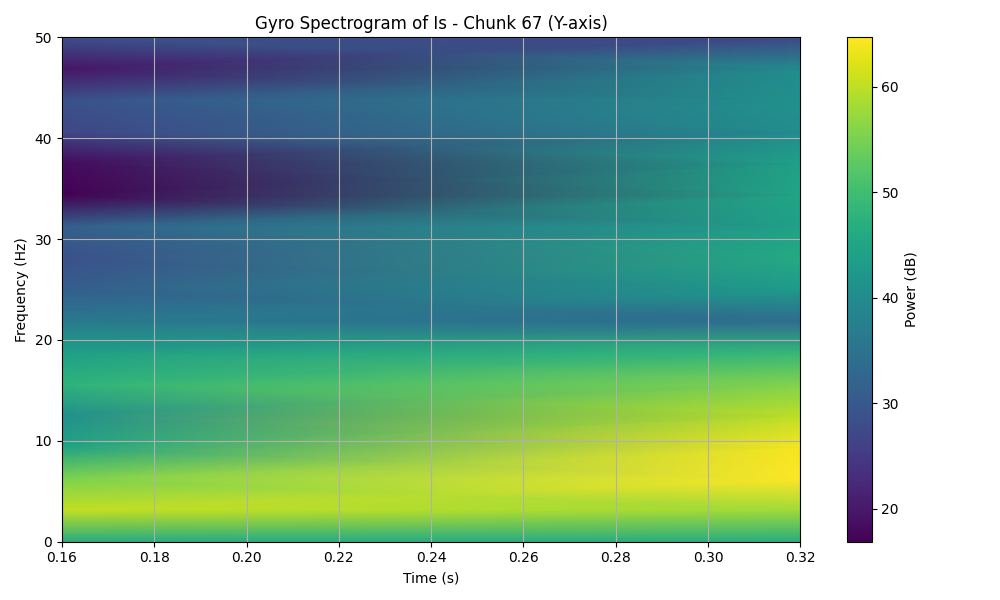 Gyro Spectrogram of Is - Chunk 67 (Y-axis)
50
40
30
20
10
0
Frequency (Hz)
0.16 0.18 0.20 0.22 0.24 0.26 0.28 0.30 0.32
Time (s)
60
50
40
30
20
Power (dB)